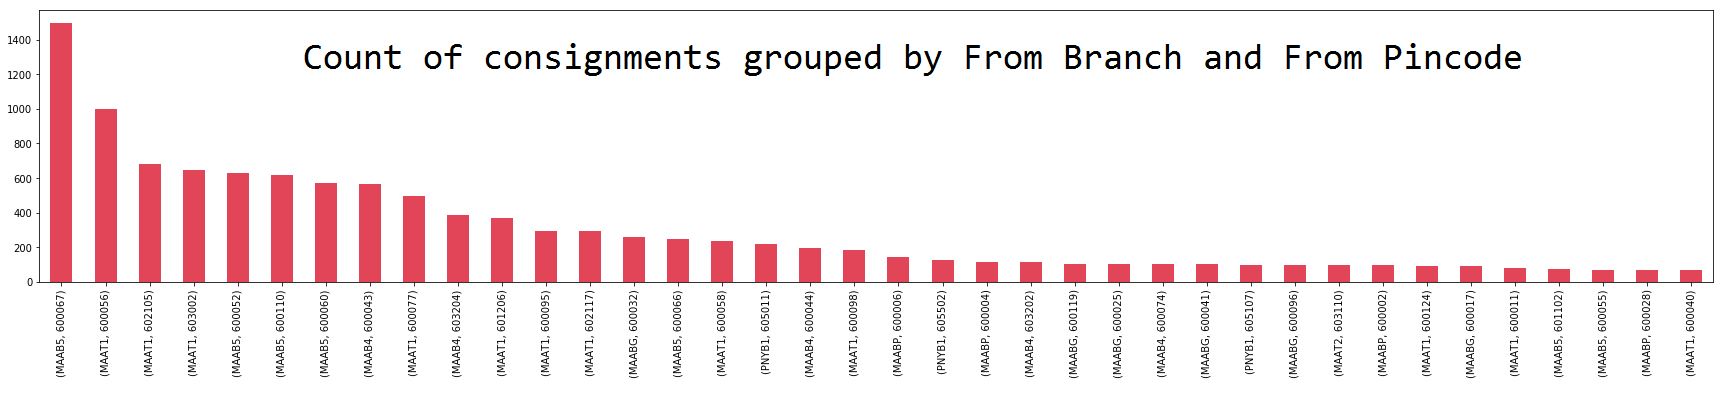 Count of consignments grouped by From Branch and From Pincode
1400
1200
1000
800
600
400
200
0
(MAAB5, 600067)
(MAAT1, 600056)
(MAAT1, 602105)
(MAAT1, 603002)
(MAAB5, 600052)
(MAAB5, 600110)
(MAAB5, 600060)
(MAAB4, 600043)
(MAAT1, 600077)
(MAAB4, 603204)
(MAAT1, 601206)
(MAAT1, 600095)
(MAAT1, 602117)
(MAABG, 600032)
(MAAB5, 600066)
(MAAT1, 600058)
(PNYB1, 605011)
(MAAB4, 600044)
(MAAT1, 600098)
(MAABP, 600006)
(PNYB1, 605502)
(MAABP, 600004)
(MAAB4, 603202)
(MAABG, 600119)
(MAABG, 600025)
(MAAB4, 600074)
(MAABG, 600041)
(PNYB1, 605107)
(MAABG, 600096)
(MAAT2, 603110)
(MAABP, 600002)
(MAAT1, 600124)
(MAABG, 600017)
(MAAT1, 600011)
(MAAB5, 601102)
(MAAB5, 600055)
(MAABP, 600028)
(MAAT1, 600040)